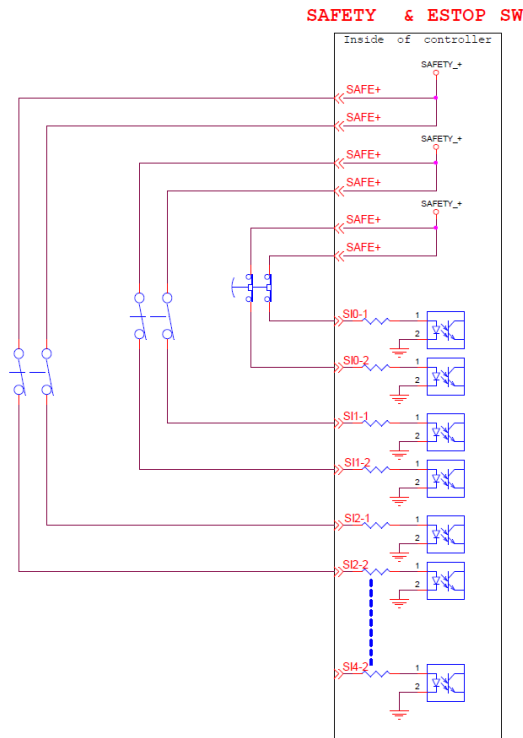 SAFETY & ESTOP SW
Inside of controller
SAFETY_+
SAFE+
SAFE+
SAFETY_+
SAFE+
SAFE+
SAFETY_+
SAFE+
SAFE+
SI0-1
1
2
SI0-2
1
2
SI1-1
1
2
SI1-2
1
2
SI2-1
1
2
SI2-2
1
2
SI4-2
1
2